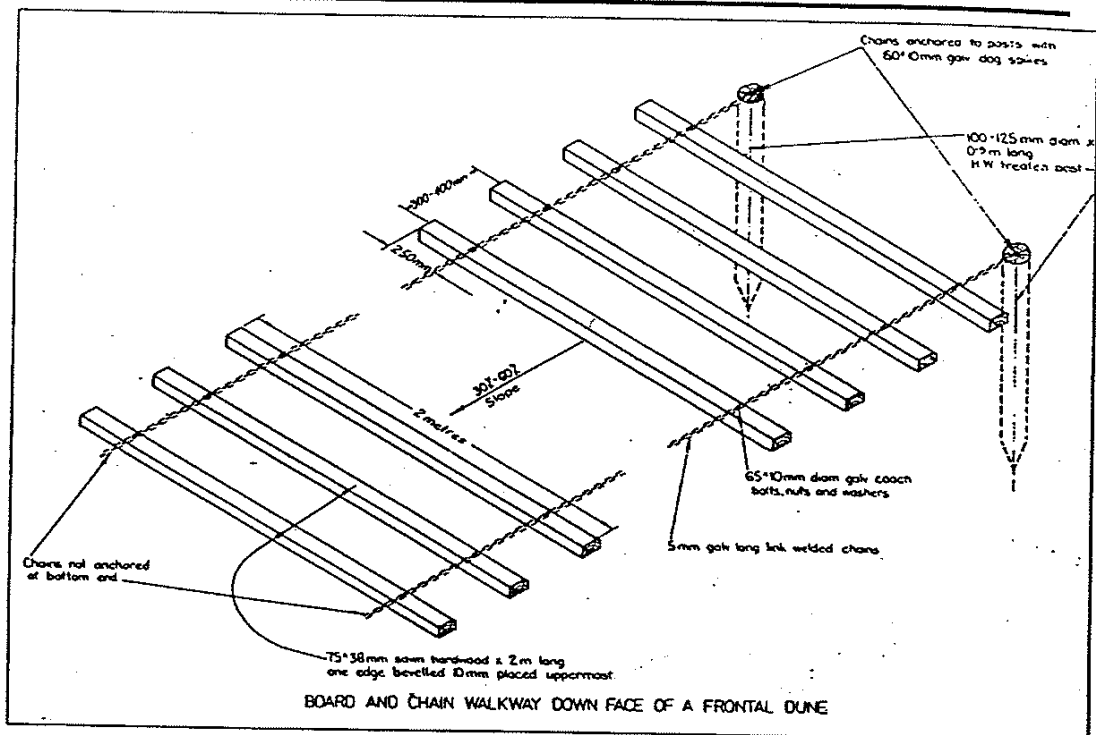 Chains anchored to posts with
60*10mm galv dog spikes
100-125mm diam x
0·9m long
H.W treated post
300-400mm
250mm
30%-60%
Slope
2 metres
65*10mm diam galv coach
bolts, nuts and washers
5mm galv long link welded chains
Chains not anchored
at bottom end
75*38mm sawn hardwood x 2m long
one edge bevelled 10mm placed uppermost
BOARD AND CHAIN WALKWAY DOWN FACE OF A FRONTAL DUNE